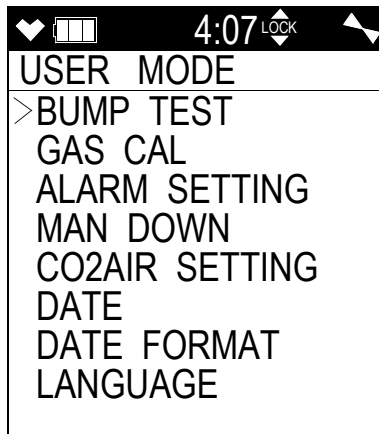 4:07 LOCK
USER MODE
>BUMP TEST
GAS CAL
ALARM SETTING
MAN DOWN
CO2AIR SETTING
DATE
DATE FORMAT
LANGUAGE